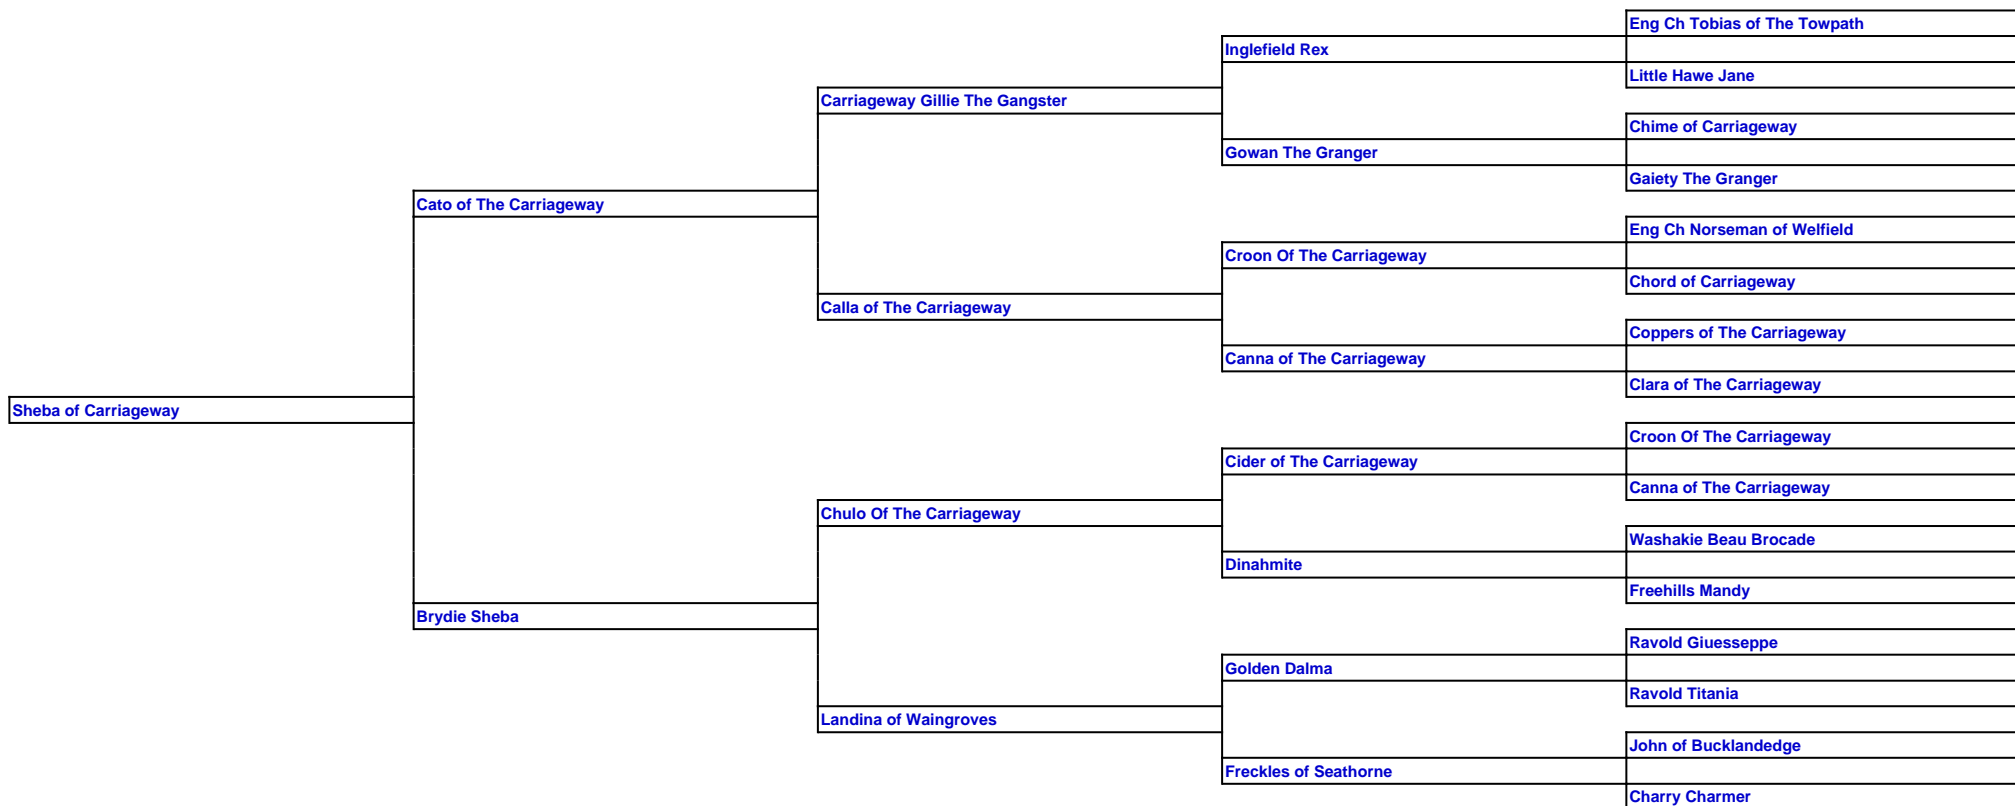 Eng Ch Tobias of The Towpath
Inglefield Rex
Little Hawe Jane
Carriageway Gillie The Gangster
Chime of Carriageway
Gowan The Granger
Gaiety The Granger
Cato of The Carriageway
Eng Ch Norseman of Welfield
Croon Of The Carriageway
Chord of Carriageway
Calla of The Carriageway
Coppers of The Carriageway
Canna of The Carriageway
Clara of The Carriageway
Sheba of Carriageway
Croon Of The Carriageway
Cider of The Carriageway
Canna of The Carriageway
Chulo Of The Carriageway
Washakie Beau Brocade
Dinahmite
Freehills Mandy
Brydie Sheba
Ravold Giuesseppe
Golden Dalma
Ravold Titania
Landina of Waingroves
John of Bucklandedge
Freckles of Seathorne
Charry Charmer